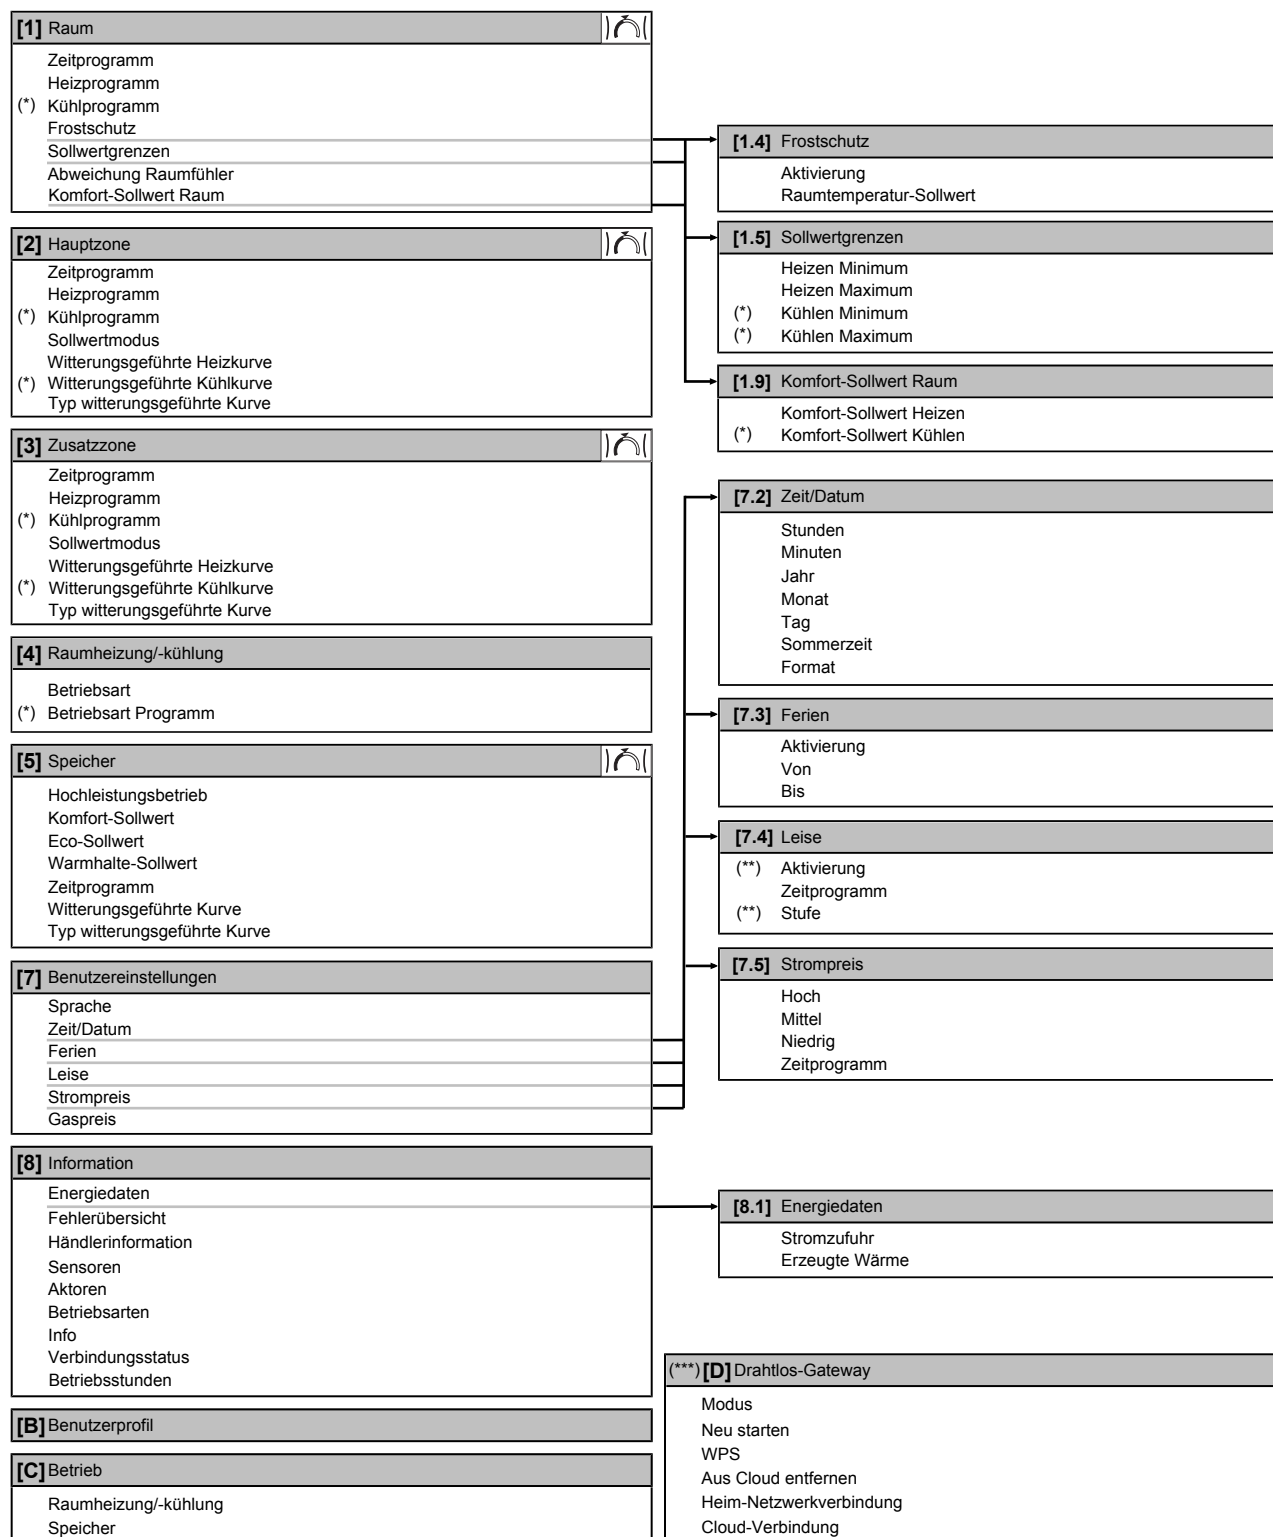 [1] Raum
Zeitprogramm
Heizprogramm
(*) Kühlprogramm
Frostschutz
Sollwertgrenzen
Abweichung Raumfühler
Komfort-Sollwert Raum
[2] Hauptzone
Zeitprogramm
Heizprogramm
(*) Kühlprogramm
Sollwertmodus
Witterungsgeführte Heizkurve
(*) Witterungsgeführte Kühlkurve
Typ witterungsgeführte Kurve
[3] Zusatzzone
Zeitprogramm
Heizprogramm
(*) Kühlprogramm
Sollwertmodus
Witterungsgeführte Heizkurve
(*) Witterungsgeführte Kühlkurve
Typ witterungsgeführte Kurve
[4] Raumheizung/-kühlung
Betriebsart
(*) Betriebsart Programm
[5] Speicher
Hochleistungsbetrieb
Komfort-Sollwert
Eco-Sollwert
Warmhalte-Sollwert
Zeitprogramm
Witterungsgeführte Kurve
Typ witterungsgeführte Kurve
[7] Benutzereinstellungen
Sprache
Zeit/Datum
Ferien
Leise
Strompreis
Gaspreis
[8] Information
Energiedaten
Fehlerübersicht
Händlerinformation
Sensoren
Aktoren
Betriebsarten
Info
Verbindungsstatus
Betriebsstunden
[B] Benutzerprofil
[C] Betrieb
Raumheizung/-kühlung
Speicher
[1.4] Frostschutz
Aktivierung
Raumtemperatur-Sollwert
[1.5] Sollwertgrenzen
Heizen Minimum
Heizen Maximum
(*) Kühlen Minimum
(*) Kühlen Maximum
[1.9] Komfort-Sollwert Raum
Komfort-Sollwert Heizen
(*) Komfort-Sollwert Kühlen
[7.2] Zeit/Datum
Stunden
Minuten
Jahr
Monat
Tag
Sommerzeit
Format
[7.3] Ferien
Aktivierung
Von
Bis
[7.4] Leise
(**) Aktivierung
Zeitprogramm
(**) Stufe
[7.5] Strompreis
Hoch
Mittel
Niedrig
Zeitprogramm
[8.1] Energiedaten
Stromzufuhr
Erzeugte Wärme
(***) [D] Drahtlos-Gateway
Modus
Neu starten
WPS
Aus Cloud entfernen
Heim-Netzwerkverbindung
Cloud-Verbindung